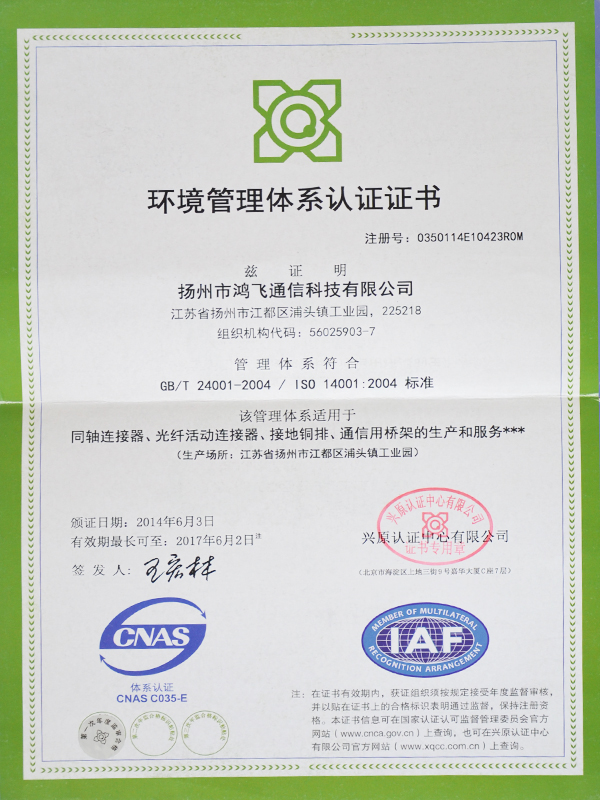 环境管理体系认证证书
注册号：0350114E10423R0M
兹证明
扬州市鸿飞通信科技有限公司
江苏省扬州市江都区浦头镇工业园，225218
组织机构代码：56025903-7
管理体系符合
GB/T 24001-2004 / ISO 14001:2004 标准
该管理体系适用于
同轴连接器、光纤活动连接器、接地铜排、通信用桥架的生产和服务***
（生产场所：江苏省扬州市江都区浦头镇工业园）
颁证日期：2014年6月3日
有效期最长可至：2017年6月2日注
签发人：
兴原认证中心有限公司
证书专用章
兴原认证中心有限公司
（北京市海淀区上地三街9号嘉华大厦C座7层）
CNAS
体系认证
CNAS C035-E
MEMBER OF MULTILATERAL
IAF
RECOGNITION ARRANGEMENT
注：在证书有效期内，获证组织须按规定接受年度监督审核，
并以贴在证书上的合格标识表明通过监督，保持注册资
格。本证书信息可在国家认证认可监督管理委员会官方
网站（www.cnca.gov.cn）上查询，也可在兴原认证中心
有限公司官方网站（www.xqcc.com.cn）上查询。
第一次年度监审合格